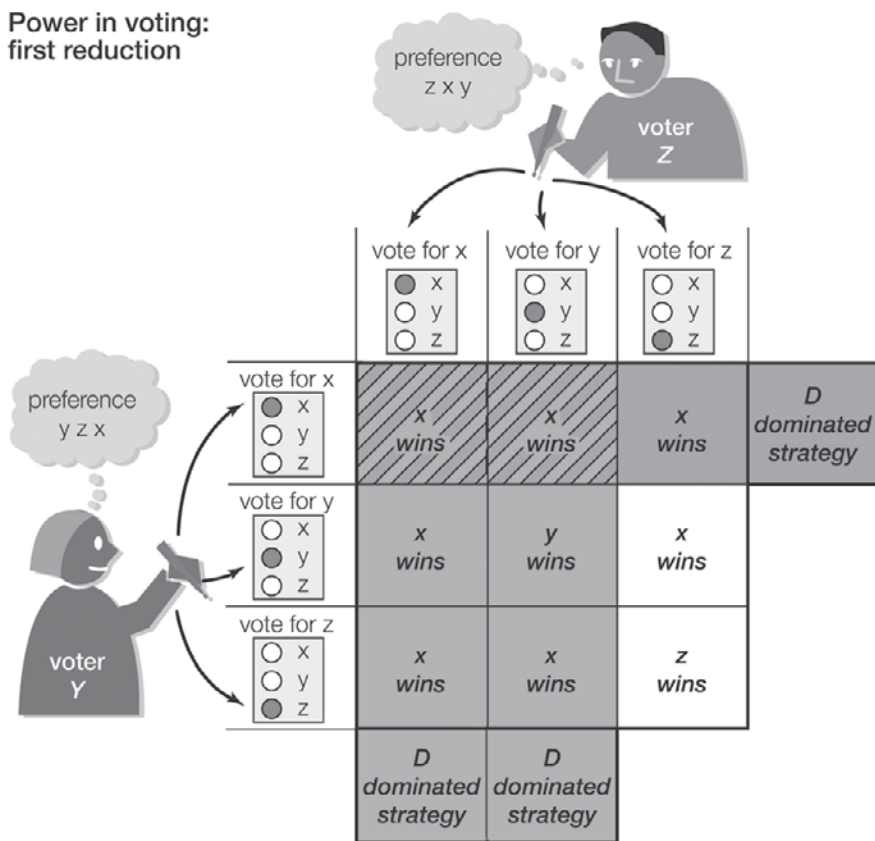 Power in voting:
first reduction
preference
z x y
voter
Z
vote for x
vote for y
vote for z
x
y
z
x
y
z
x
y
z
preference
y z x
voter
Y
vote for x
x
y
z
x
wins
x
wins
x
wins
D
dominated
strategy
vote for y
x
y
z
x
wins
y
wins
x
wins
vote for z
x
y
z
x
wins
x
wins
z
wins
D
dominated
strategy
D
dominated
strategy